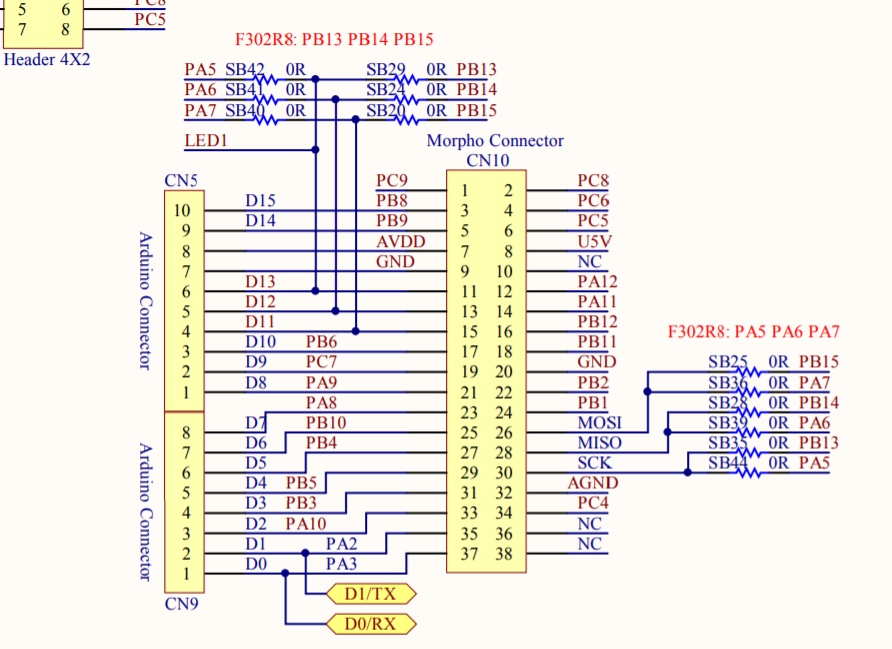 5 6 PC8
7 8 PC5
Header 4X2
F302R8: PB13 PB14 PB15
PA5 SB42 0R SB29 0R PB13
PA6 SB41 0R SB24 0R PB14
PA7 SB40 0R SB20 0R PB15
LED1
Morpho Connector
CN10
CN5
PC9 1 2 PC8
10 D15 PB8 3 4 PC6
9 D14 PB9 5 6 PC5
8 AVDD 7 8 U5V
7 GND 9 10 NC
6 D13 11 12 PA12
5 D12 13 14 PA11
4 D11 15 16 PB12
3 D10 PB6 17 18 PB11
2 D9 PC7 19 20 GND
1 D8 PA9 21 22 PB2
PA8 23 24 PB1
8 D7 PB10 25 26 MOSI
7 D6 PB4 27 28 MISO
6 D5 29 30 SCK
5 D4 PB5 31 32 AGND
4 D3 PB3 33 34 PC4
3 D2 PA10 35 36 NC
2 D1 PA2 37 38 NC
1 D0 PA3
Arduino Connector
Arduino Connector
CN9
D1/TX
D0/RX
F302R8: PA5 PA6 PA7
SB25 0R PB15
SB36 0R PA7
SB28 0R PB14
SB39 0R PA6
SB35 0R PB13
SB44 0R PA5